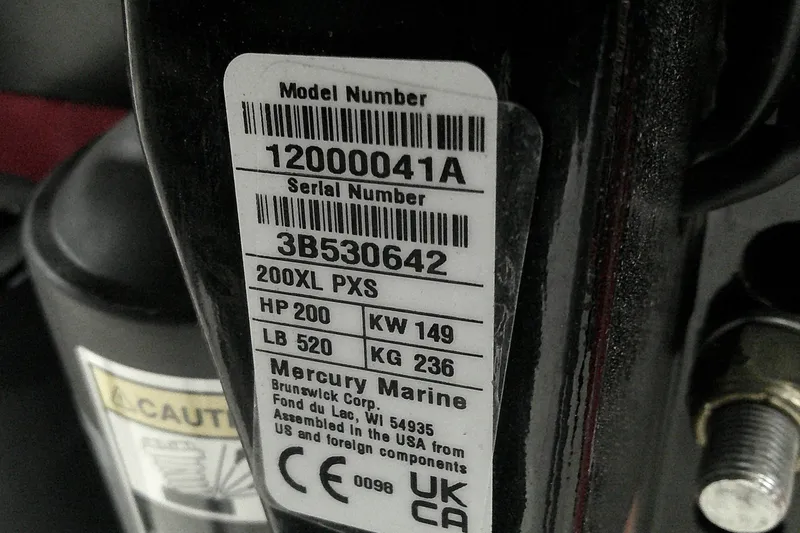 Model Number
12000041A
Serial Number
3B530642
200XL PXS
HP 200 KW 149
LB 520 KG 236
Mercury Marine
Brunswick Corp.
Fond du Lac, WI 54935
Assembled in the USA from
US and foreign components
CE 0098 UK
CA
CAUTI